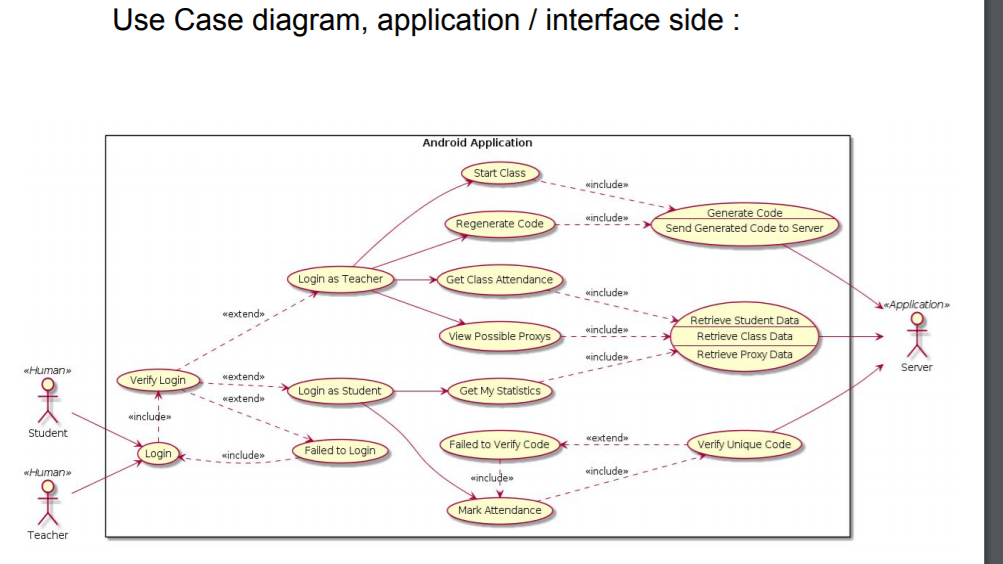 Use Case diagram, application / interface side :
Android Application
Start Class
«include»
Generate Code
Send Generated Code to Server
Regenerate Code
«include»
Login as Teacher
Get Class Attendance
«include»
«Application»
Server
Retrieve Student Data
Retrieve Class Data
Retrieve Proxy Data
«extend»
View Possible Proxys
«include»
«include»
«Human»
Student
Verify Login
«extend»
«extend»
Login as Student
Get My Statistics
«include»
Login
«include»
Failed to Login
Failed to Verify Code
«extend»
Verify Unique Code
«include»
«include»
«Human»
Teacher
Mark Attendance